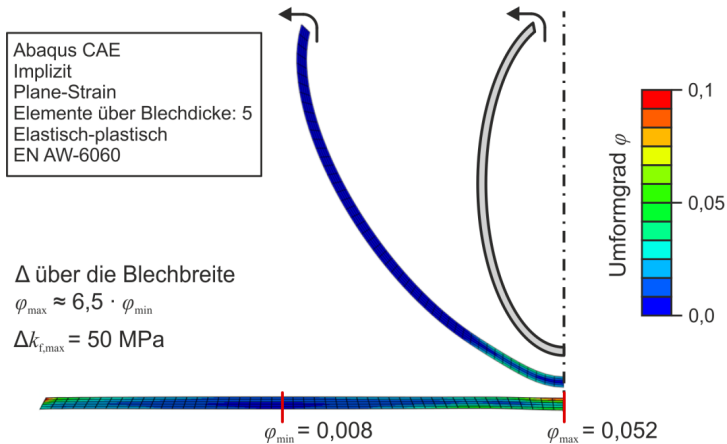 Abaqus CAE
Implizit
Plane-Strain
Elemente über Blechdicke: 5
Elastisch-plastisch
EN AW-6060
Δ über die Blechbreite
φmax ≈ 6,5 · φmin
Δkf,max = 50 MPa
Umformgrad φ
0,1
0,05
0,0
φmin = 0,008
φmax = 0,052